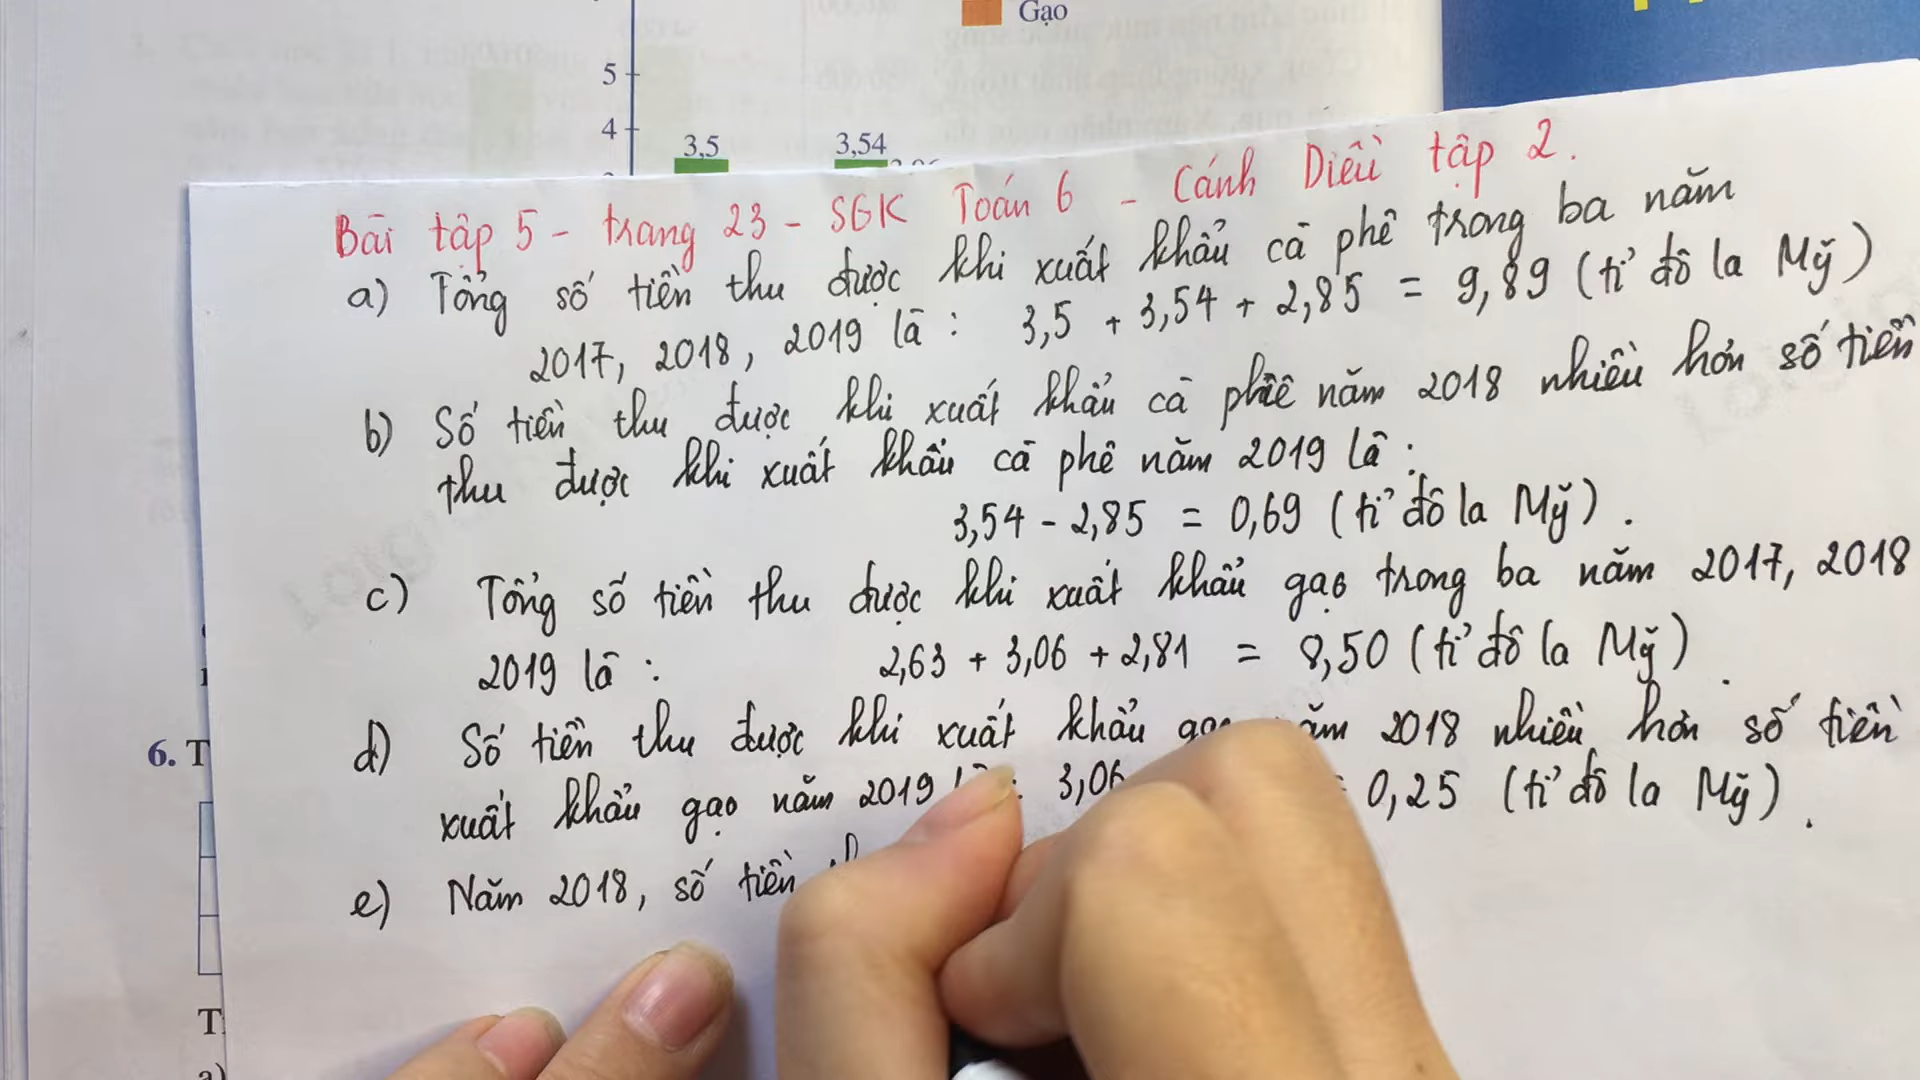 Gạo
5
4
3,5 3,54
Bài tập 5 - trang 23 - SGK Toán 6 - Cánh Diều tập 2.
a) Tổng số tiền thu được khi xuất khẩu cà phê trong ba năm
2017, 2018, 2019 là : 3,5 + 3,54 + 2,85 = 9,89 (tỉ đô la Mỹ)
b) Số tiền thu được khi xuất khẩu cà phê năm 2018 nhiều hơn số tiền
thu được khi xuất khẩu cà phê năm 2019 là :
3,54 - 2,85 = 0,69 (tỉ đô la Mỹ) .
c) Tổng số tiền thu được khi xuất khẩu gạo trong ba năm 2017, 2018
2019 là : 2,63 + 3,06 + 2,81 = 8,50 (tỉ đô la Mỹ) .
d) Số tiền thu được khi xuất khẩu năm 2018 nhiều hơn số tiền
xuất khẩu gạo năm 2019 3,06 = 0,25 (tỉ đô la Mỹ) .
e) Năm 2018, số tiền
6. T
a)